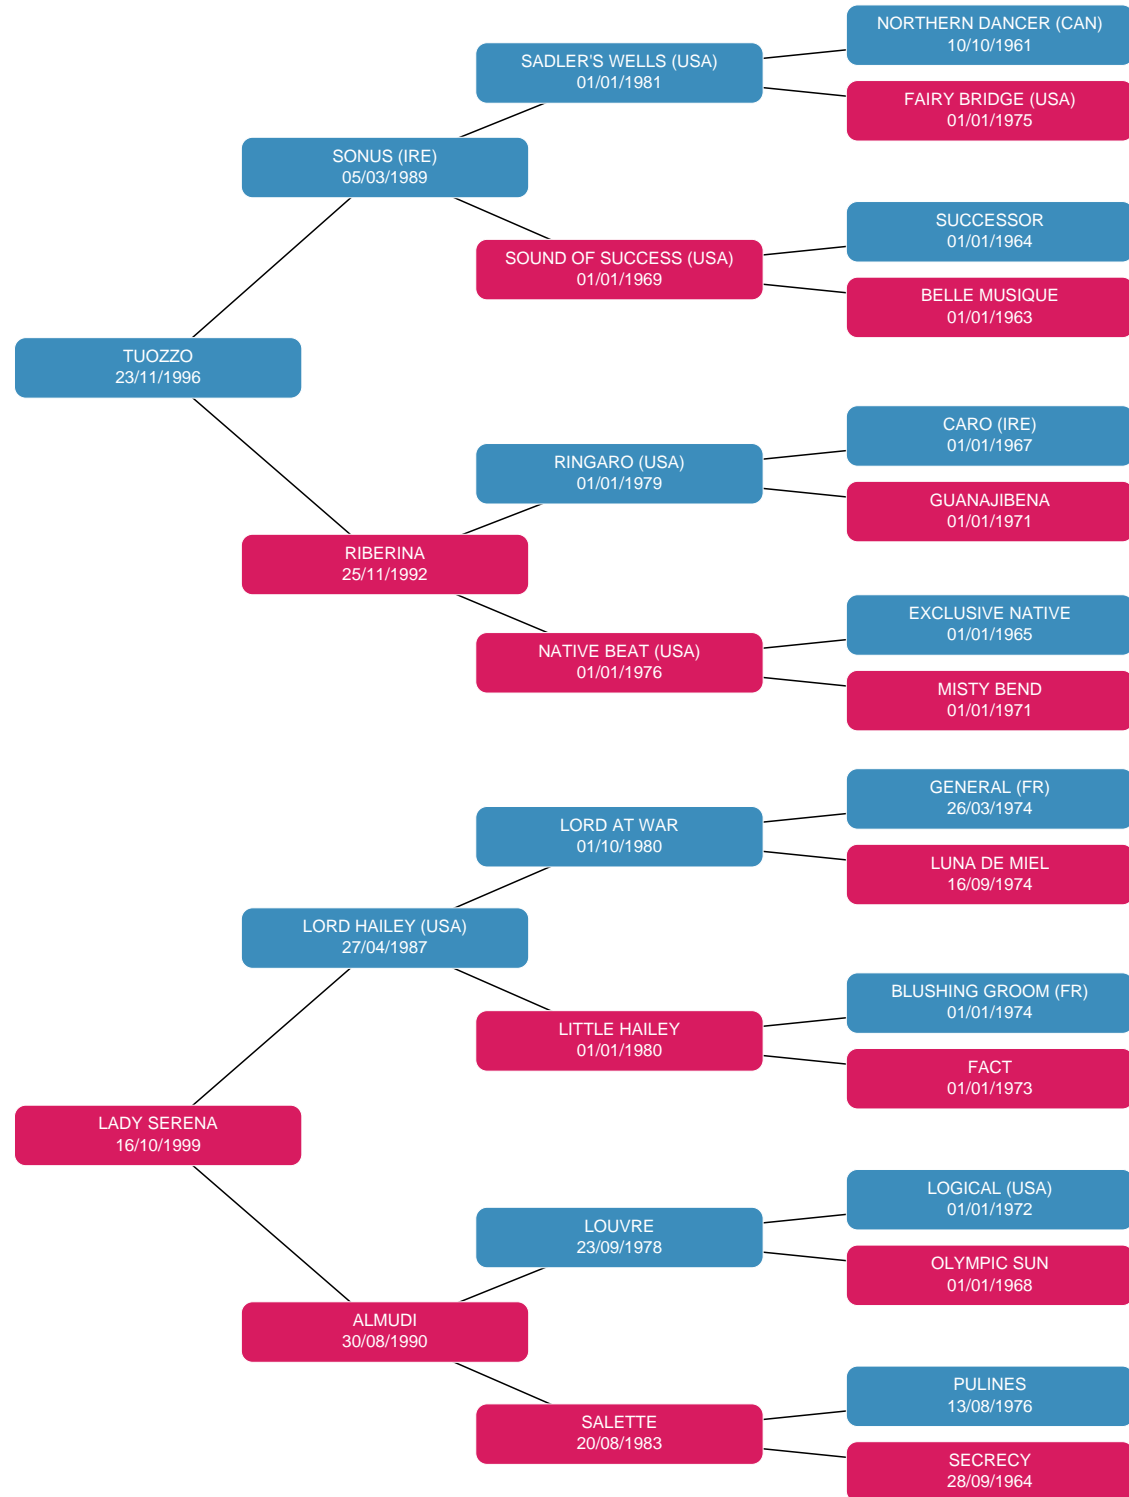 NORTHERN DANCER (CAN)
10/10/1961
SADLER'S WELLS (USA)
01/01/1981
FAIRY BRIDGE (USA)
01/01/1975
SONUS (IRE)
05/03/1989
SUCCESSOR
01/01/1964
SOUND OF SUCCESS (USA)
01/01/1969
BELLE MUSIQUE
01/01/1963
TUOZZO
23/11/1996
CARO (IRE)
01/01/1967
RINGARO (USA)
01/01/1979
GUANAJIBENA
01/01/1971
RIBERINA
25/11/1992
EXCLUSIVE NATIVE
01/01/1965
NATIVE BEAT (USA)
01/01/1976
MISTY BEND
01/01/1971
GENERAL (FR)
26/03/1974
LORD AT WAR
01/10/1980
LUNA DE MIEL
16/09/1974
LORD HAILEY (USA)
27/04/1987
BLUSHING GROOM (FR)
01/01/1974
LITTLE HAILEY
01/01/1980
FACT
01/01/1973
LADY SERENA
16/10/1999
LOGICAL (USA)
01/01/1972
LOUVRE
23/09/1978
OLYMPIC SUN
01/01/1968
ALMUDI
30/08/1990
PULINES
13/08/1976
SALETTE
20/08/1983
SECRECY
28/09/1964